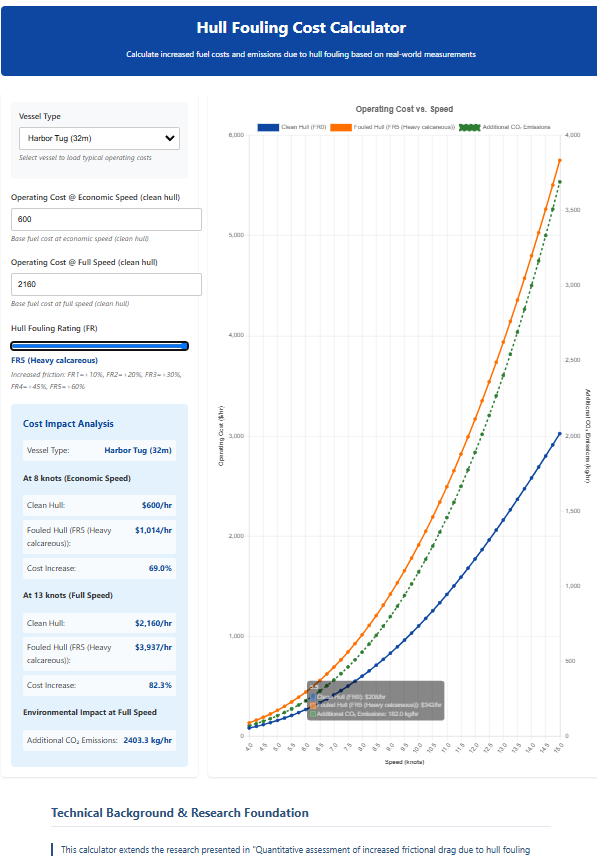 Hull Fouling Cost Calculator
Calculate increased fuel costs and emissions due to hull fouling based on real-world measurements
Vessel Type
Harbor Tug (32m)
Select vessel to load typical operating costs
Operating Cost @ Economic Speed (clean hull)
600
Base fuel cost at economic speed (clean hull)
Operating Cost @ Full Speed (clean hull)
2160
Base fuel cost at full speed (clean hull)
Hull Fouling Rating (FR)
FR5 (Heavy calcareous)
Increased friction: FR1=+10%, FR2=+20%, FR3=+30%,
FR4=+45%, FR5=+60%
Cost Impact Analysis
Vessel Type: Harbor Tug (32m)
At 8 knots (Economic Speed)
Clean Hull: $600/hr
Fouled Hull (FR5 (Heavy $1,014/hr
calcareous)):
Cost Increase: 69.0%
At 13 knots (Full Speed)
Clean Hull: $2,160/hr
Fouled Hull (FR5 (Heavy $3,937/hr
calcareous)):
Cost Increase: 82.3%
Environmental Impact at Full Speed
Additional CO₂ Emissions: 2403.3 kg/hr
Operating Cost vs. Speed
Clean Hull (FR0) Fouled Hull (FR5 (Heavy calcareous)) Additional CO₂ Emissions
6,000
5,000
4,000
3,000
2,000
1,000
0
Operating Cost ($/hr)
4,000
3,500
3,000
2,500
2,000
1,500
1,000
500
0
Additional CO₂ Emissions (kg/hr)
Clean Hull (FR0): $208/hr
Fouled Hull (FR5 (Heavy calcareous)): $342/hr
Additional CO₂ Emissions: 182.0 kg/hr
4.0 4.5 5.0 5.5 6.0 6.5 7.0 7.5 8.0 8.5 9.0 9.5 10.0 10.5 11.0 11.5 12.0 12.5 13.0 13.5 14.0 14.5 15.0
Speed (knots)
Technical Background & Research Foundation
This calculator extends the research presented in "Quantitative assessment of increased frictional drag due to hull fouling